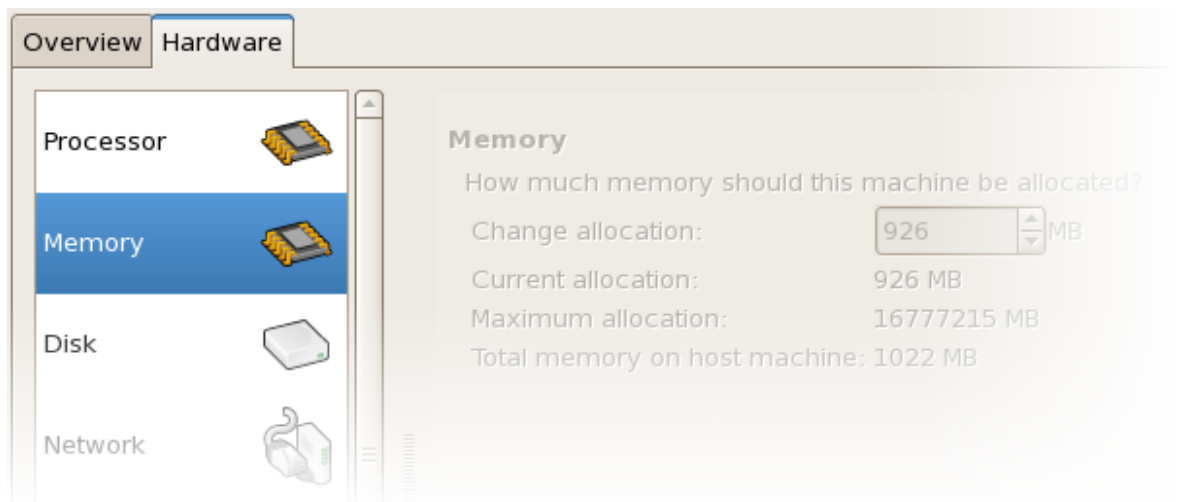 Overview Hardware
Processor
Memory
Disk
Network
Memory
How much memory should this machine be allocated?
Change allocation: 926 MB
Current allocation: 926 MB
Maximum allocation: 16777215 MB
Total memory on host machine: 1022 MB